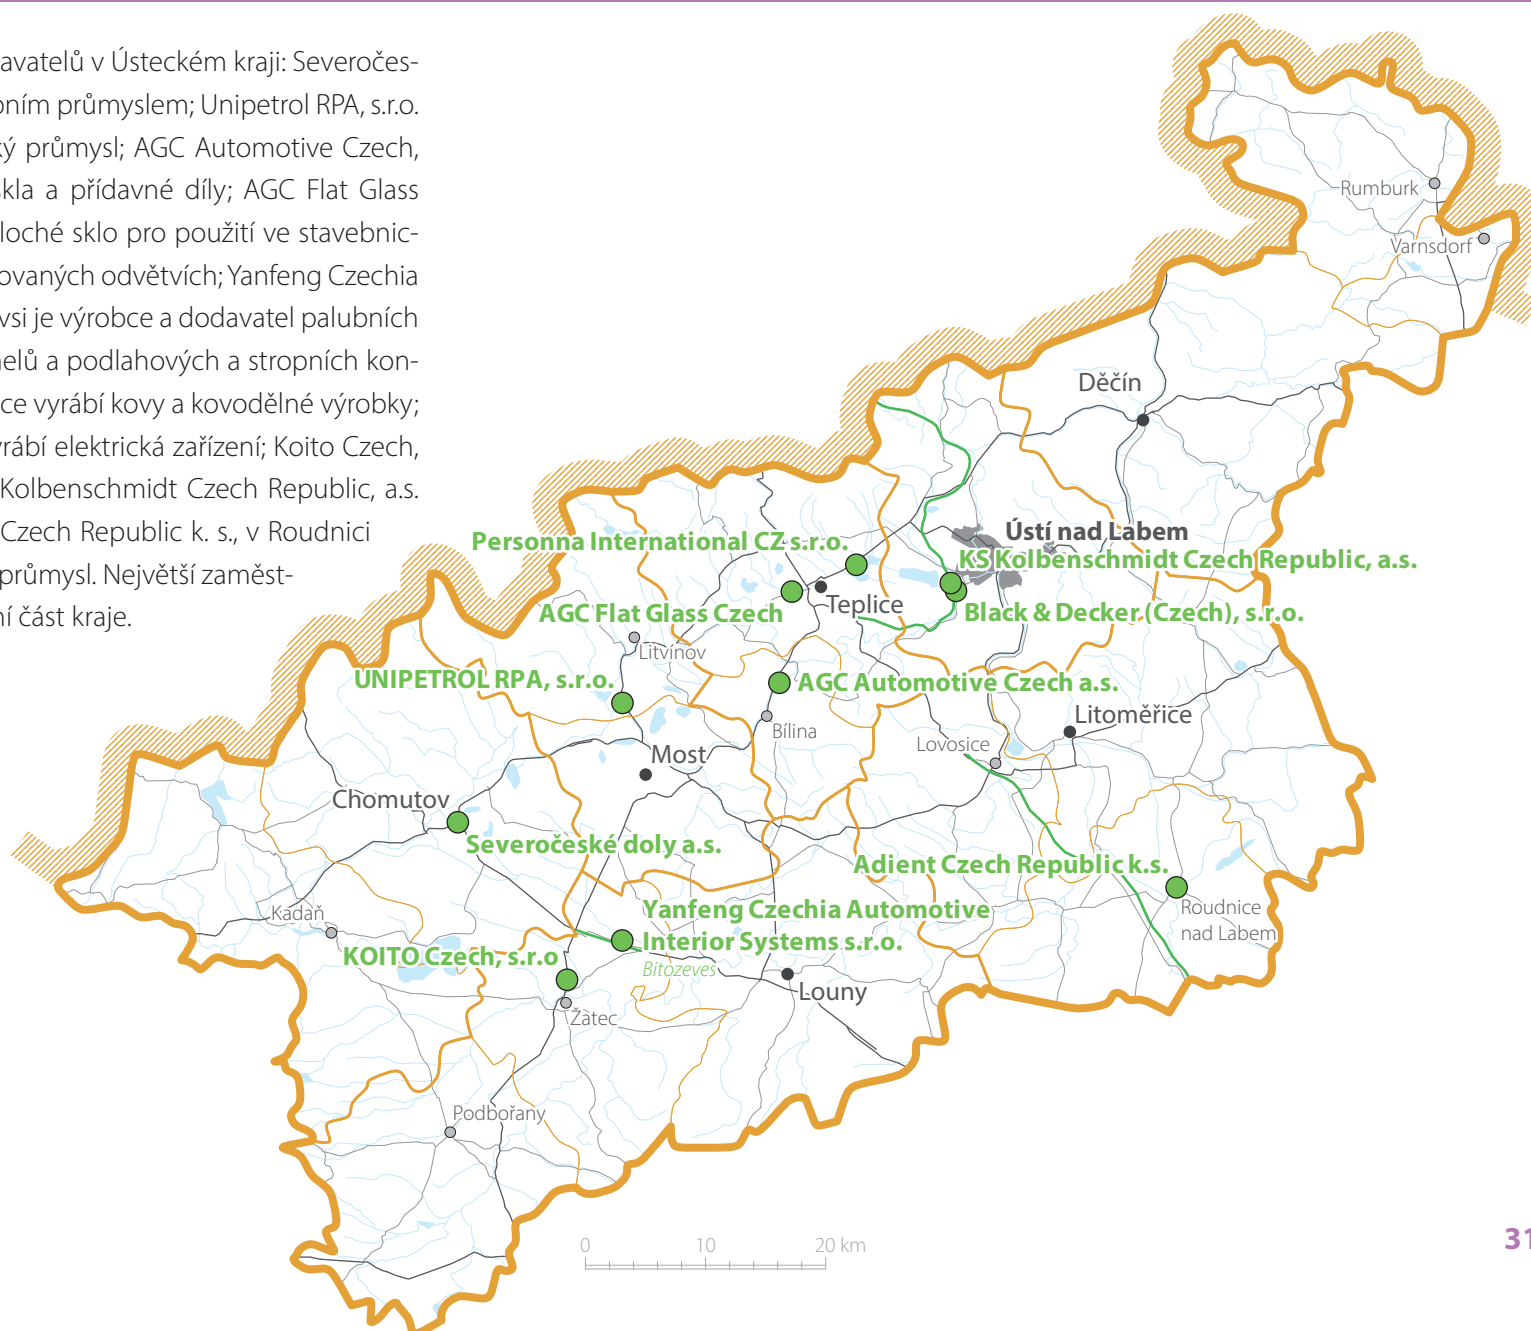 avatelů v Ústeckém kraji: Severočes-
ním průmyslem; Unipetrol RPA, s.r.o.
ký průmysl; AGC Automotive Czech,
skla a přídavné díly; AGC Flat Glass
loché sklo pro použití ve stavebnic-
ovaných odvětvích; Yanfeng Czechia
vsi je výrobce a dodavatel palubních
nelů a podlahových a stropních kon-
ce vyrábí kovy a kovodělné výrobky;
yrábí elektrická zařízení; Koito Czech,
Kolbenschmidt Czech Republic, a.s.
Czech Republic k. s., v Roudnici
průmysl. Největší zaměst-
ní část kraje.
Rumburk
Varnsdorf
Děčín
Ústí nad Labem
Personna International CZ s.r.o.
KS Kolbenschmidt Czech Republic, a.s.
AGC Flat Glass Czech
Teplice
Black & Decker (Czech), s.r.o.
Litvínov
UNIPETROL RPA, s.r.o.
AGC Automotive Czech a.s.
Litoměřice
Bílina
Lovosice
Most
Chomutov
Severočeské doly a.s.
Adient Czech Republic k.s.
Roudnice
nad Labem
Kadaň
Yanfeng Czechia Automotive
Interior Systems s.r.o.
KOITO Czech, s.r.o
Bitozeves
Louny
Žatec
Podbořany
0 10 20 km
31